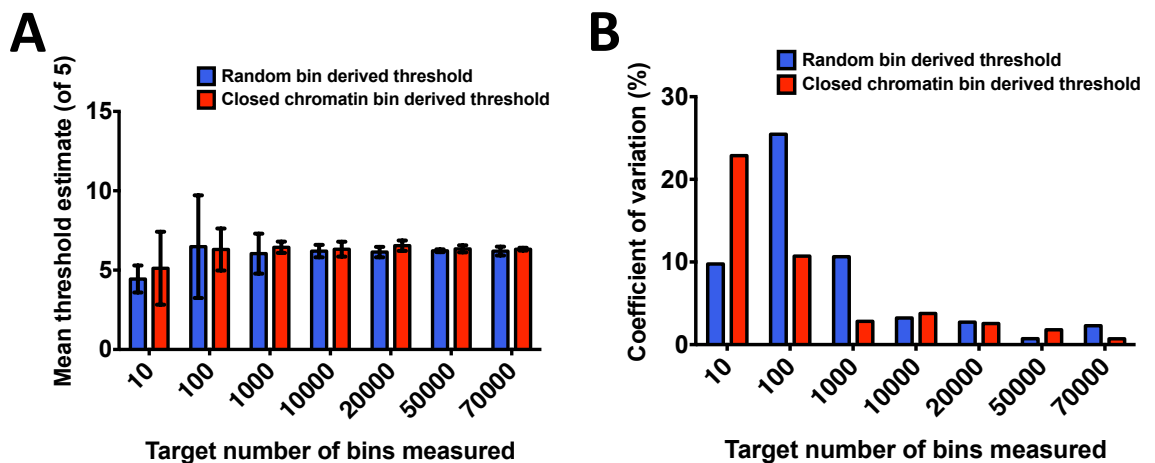 A
Mean threshold estimate (of 5)
Random bin derived threshold
Closed chromatin bin derived threshold
15
10
5
0
10
100
1000
10000
20000
50000
70000
Target number of bins measured
B
Coefficient of variation (%)
Random bin derived threshold
Closed chromatin bin derived threshold
30
20
10
0
10
100
1000
10000
20000
50000
70000
Target number of bins measured